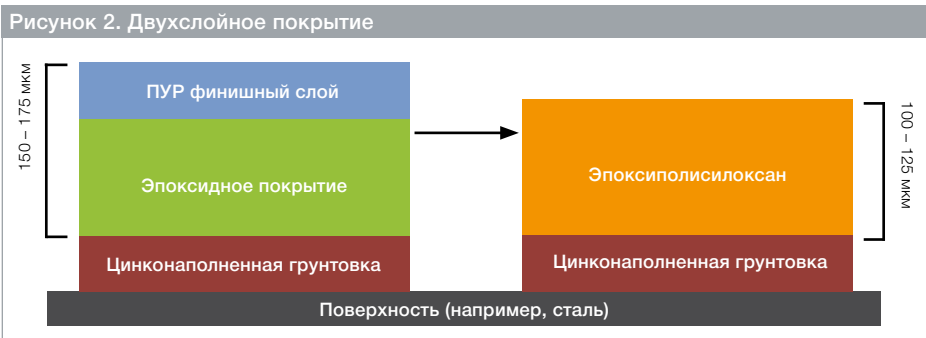 Рисунок 2. Двухслойное покрытие
150 – 175 мкм
ПУР финишный слой
Эпоксидное покрытие
Цинконаполненная грунтовка
Эпоксиполисилоксан
Цинконаполненная грунтовка
100 – 125 мкм
Поверхность (например, сталь)